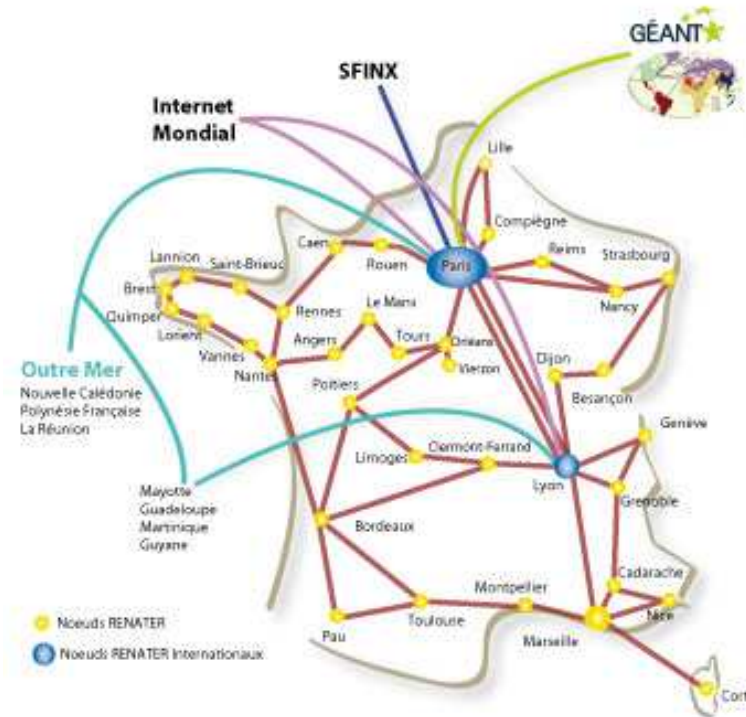 GÉANT
SFINX
Internet
Mondial
Lille
Compiègne
Caen
Rouen
Paris
Reims
Strasbourg
Lannion
Saint-Brieuc
Brest
Quimper
Lorient
Vannes
Nantes
Rennes
Le Mans
Angers
Tours
Orléans
Vierzon
Nancy
Dijon
Besançon
Outre Mer
Nouvelle Calédonie
Polynésie Française
La Réunion
Poitiers
Limoges
Clermont-Ferrand
Lyon
Genève
Grenoble
Mayotte
Guadeloupe
Martinique
Guyane
Bordeaux
Cadarache
Montpellier
Nice
Pau
Toulouse
Marseille
Cort
Noeuds RENATER
Noeuds RENATER Internationaux